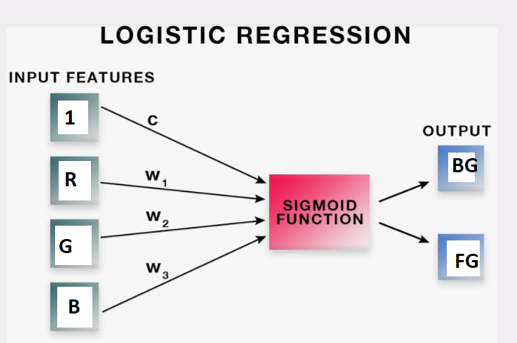 LOGISTIC REGRESSION
INPUT FEATURES
1
R
G
B
c
w1
w2
w3
SIGMOID
FUNCTION
OUTPUT
BG
FG